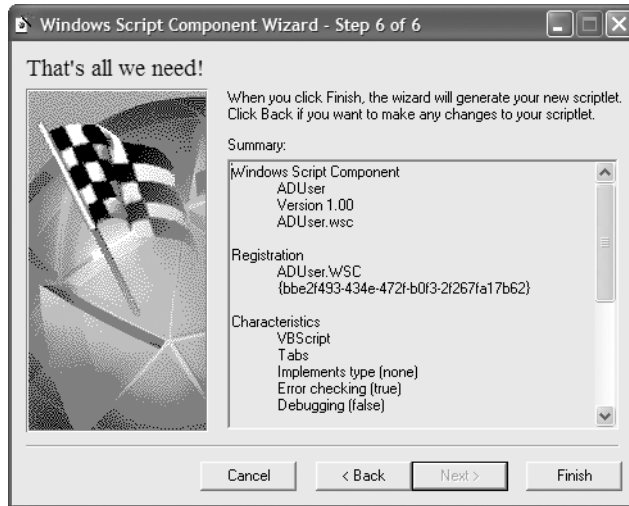 Windows Script Component Wizard - Step 6 of 6
That's all we need!
When you click Finish, the wizard will generate your new scriptlet.
Click Back if you want to make any changes to your scriptlet.
Summary:
Windows Script Component
ADUser
Version 1.00
ADUser.wsc
Registration
ADUser.WSC
{bbe2f493-434e-472f-b0f3-2f267fa17b62}
Characteristics
VBScript
Tabs
Implements type (none)
Error checking (true)
Debugging (false)
Cancel
< Back
Next >
Finish